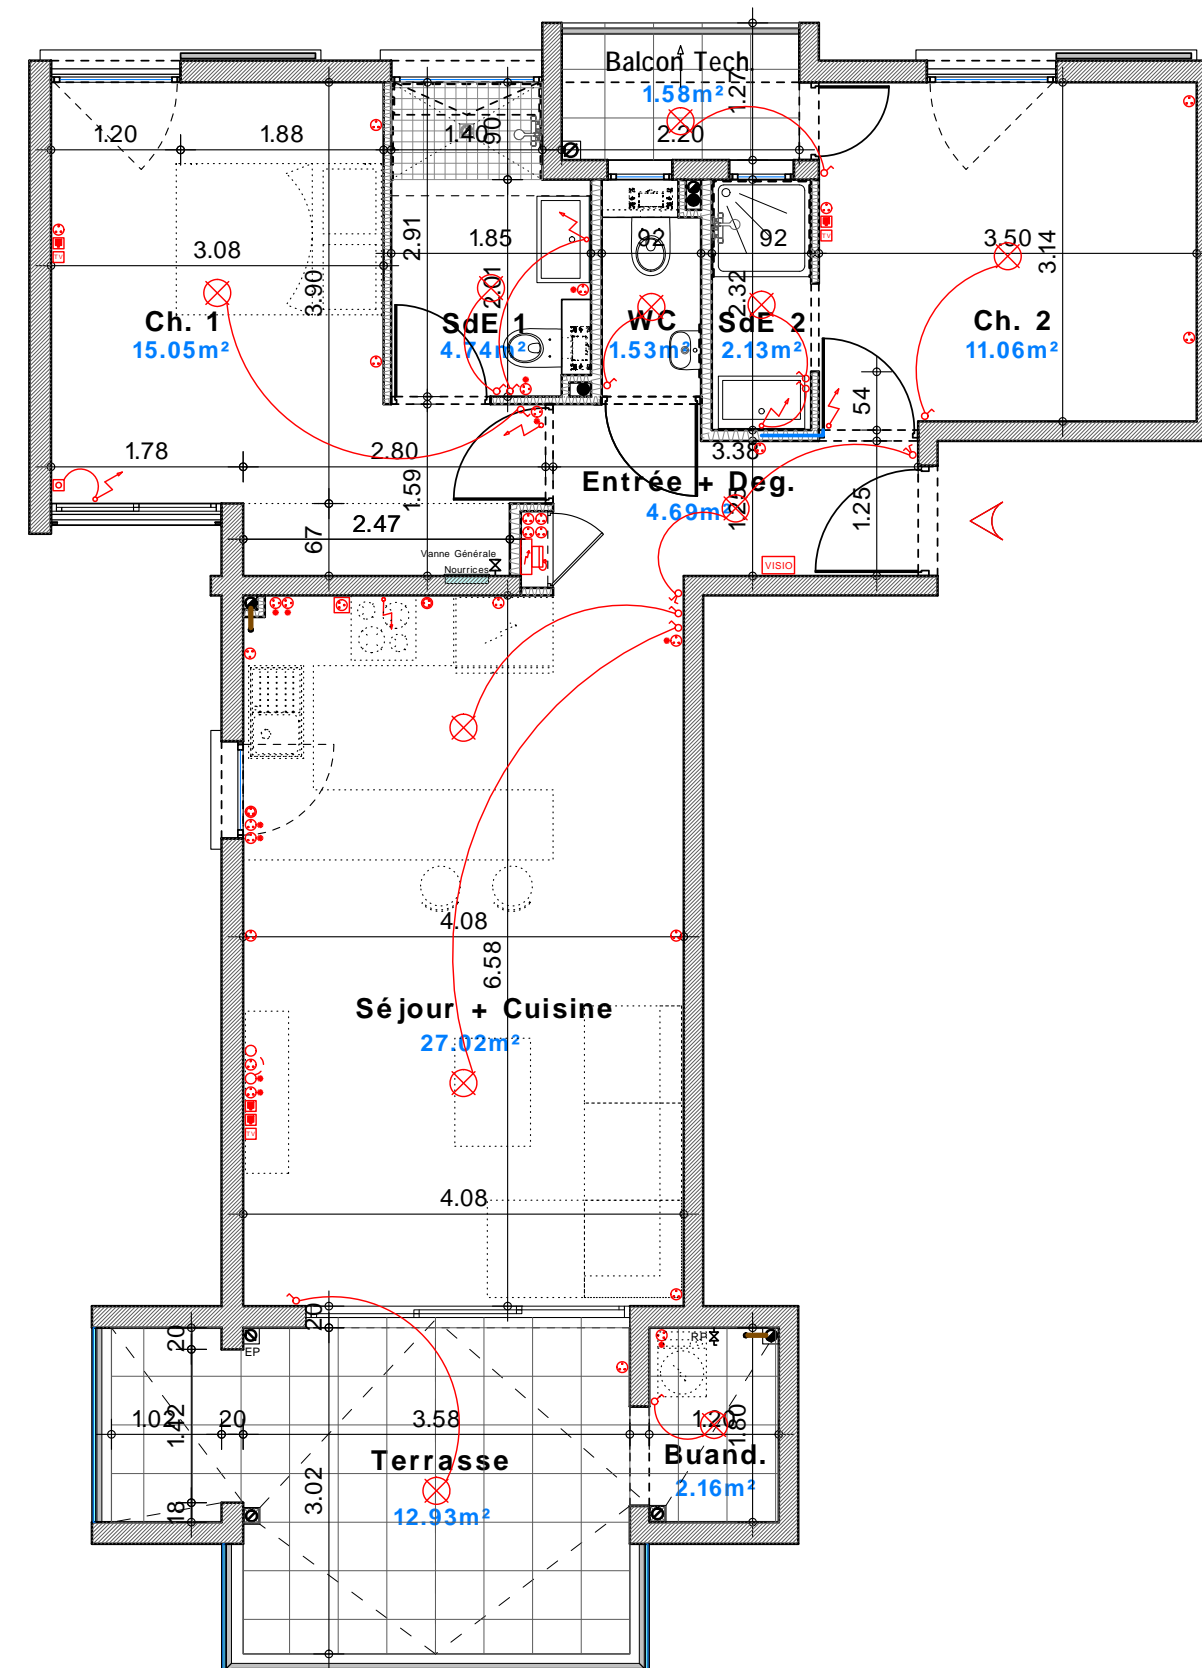 Balcon Tech.
1.58m²
1.27
2.20
1.20
1.88
1.40
90
3.08
3.90
2.91
1.85
2.01
92
92
2.32
3.50
3.14
Ch. 1
15.05m²
SdE 1
4.74m²
WC
1.53m²
SdE 2
2.13m²
Ch. 2
11.06m²
TV
TV
54
1.78
2.80
3.38
1.59
Entrée + Deg.
4.69m²
1.25
1.25
2.47
67
Vanne Générale
Nourrices
VISIO
4.08
6.58
Séjour + Cuisine
27.02m²
TV
4.08
20
20
EP
RP
1.02
1.42
20
3.58
1.20
1.80
Terrasse
12.93m²
3.02
18
Buand.
2.16m²